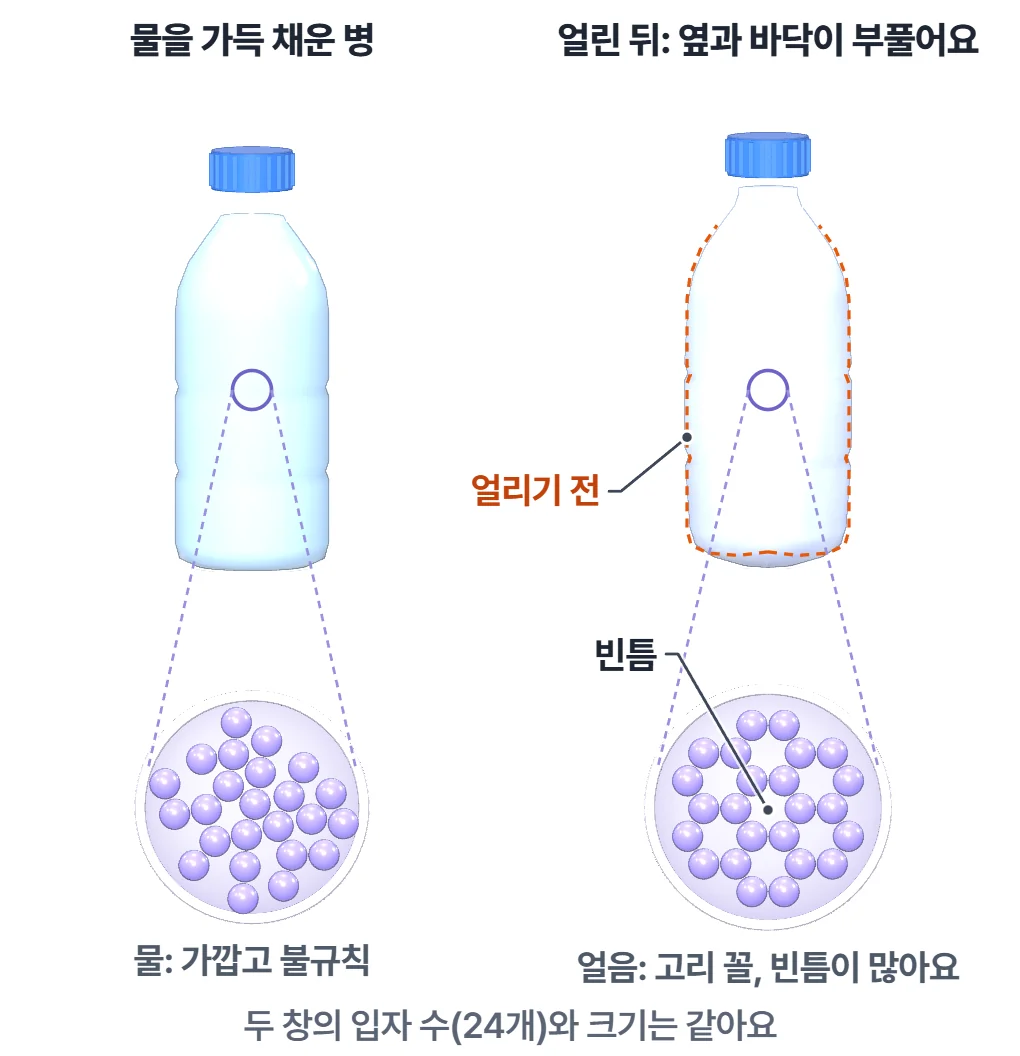 물을 가득 채운 병
얼린 뒤: 옆과 바닥이 부풀어요
얼리기 전
빈틈
물: 가깝고 불규칙
얼음: 고리 꼴, 빈틈이 많아요
두 창의 입자 수(24개)와 크기는 같아요